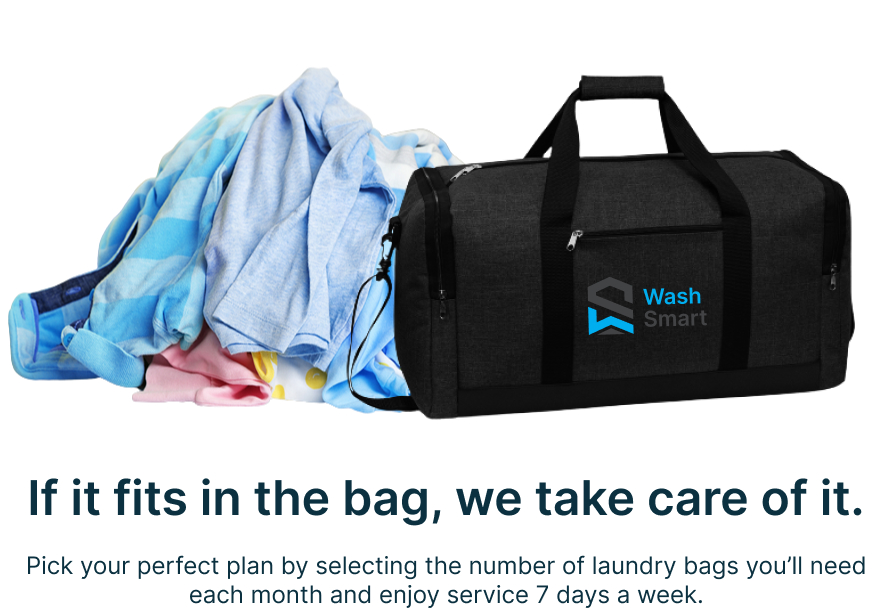 Wash
Smart
If it fits in the bag, we take care of it.
Pick your perfect plan by selecting the number of laundry bags you’ll need
each month and enjoy service 7 days a week.